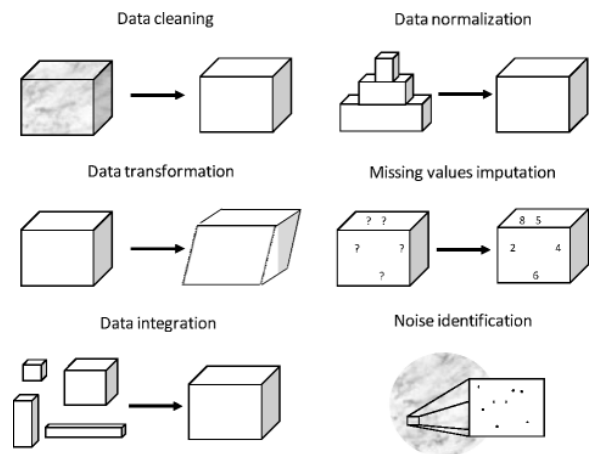 Data cleaning
Data normalization
Data transformation
Missing values imputation
? ?
? ?
?
8 5
2 4
6
Data integration
Noise identification